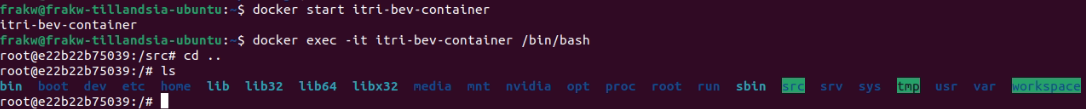 frakw@frakw-tillandsia-ubuntu:~$ docker start itri-bev-container
itri-bev-container
frakw@frakw-tillandsia-ubuntu:~$ docker exec -it itri-bev-container /bin/bash
root@e22b22b75039:/src# cd ..
root@e22b22b75039:/# ls
bin boot dev etc home lib lib32 lib64 libx32 media mnt nvidia opt proc root run sbin src srv sys tmp usr var workspace
root@e22b22b75039:/#